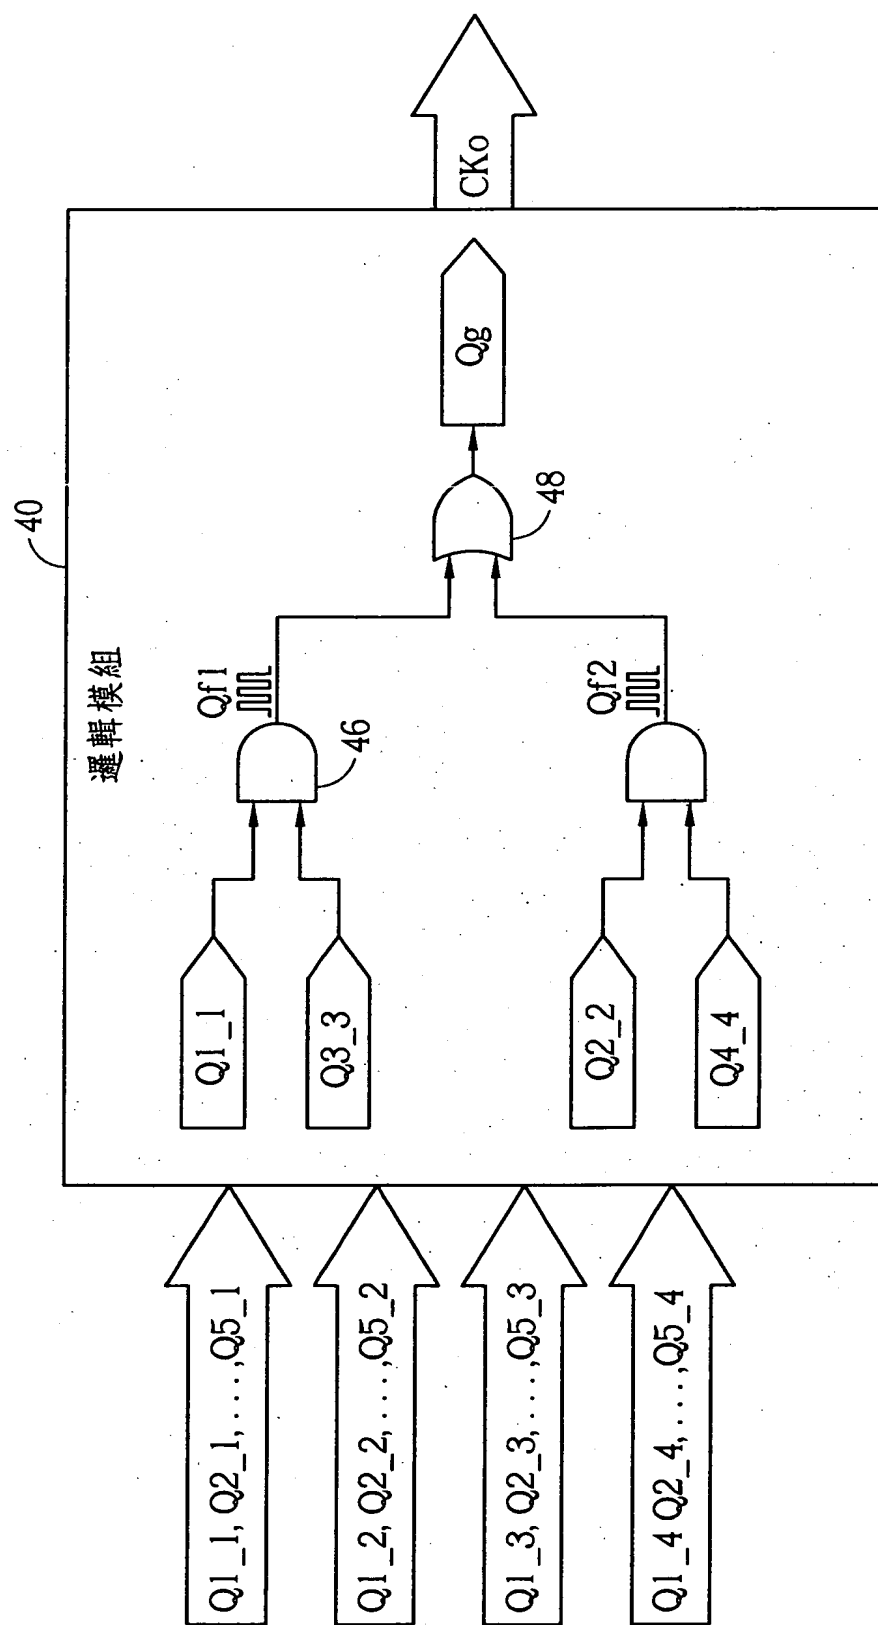 40
邏輯模組
Q1_1, Q2_1,....,Q5_1
Q1_2, Q2_2,....,Q5_2
Q1_3, Q2_3,....,Q5_3
Q1_4 Q2_4,....,Q5_4
Q1_1
Q3_3
46
Qf1
Q2_2
Q4_4
Qf2
48
Qg
CKo